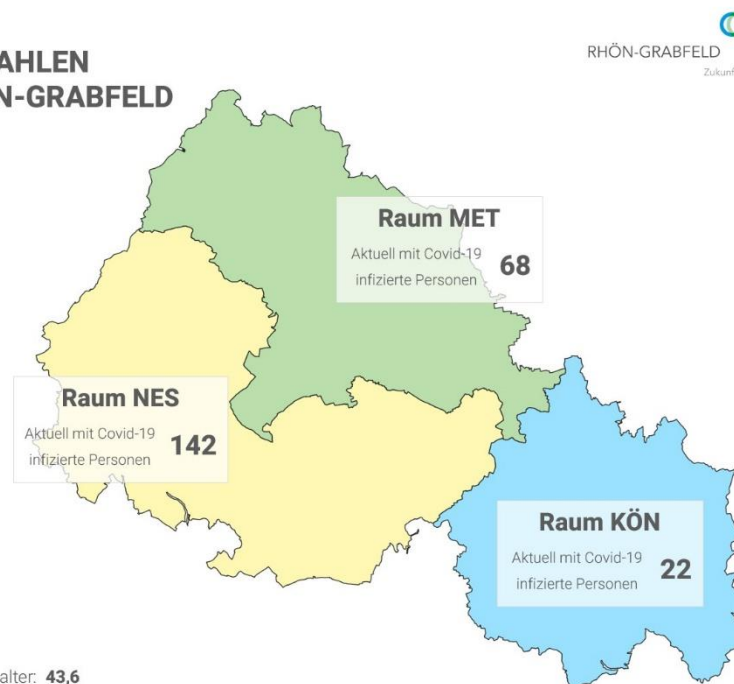 AHLEN
N-GRABFELD
RHÖN-GRABFELD
Zukunf
Raum MET
Aktuell mit Covid-19
infizierte Personen 68
Raum NES
Aktuell mit Covid-19
infizierte Personen 142
Raum KÖN
Aktuell mit Covid-19
infizierte Personen 22
alter: 43,6